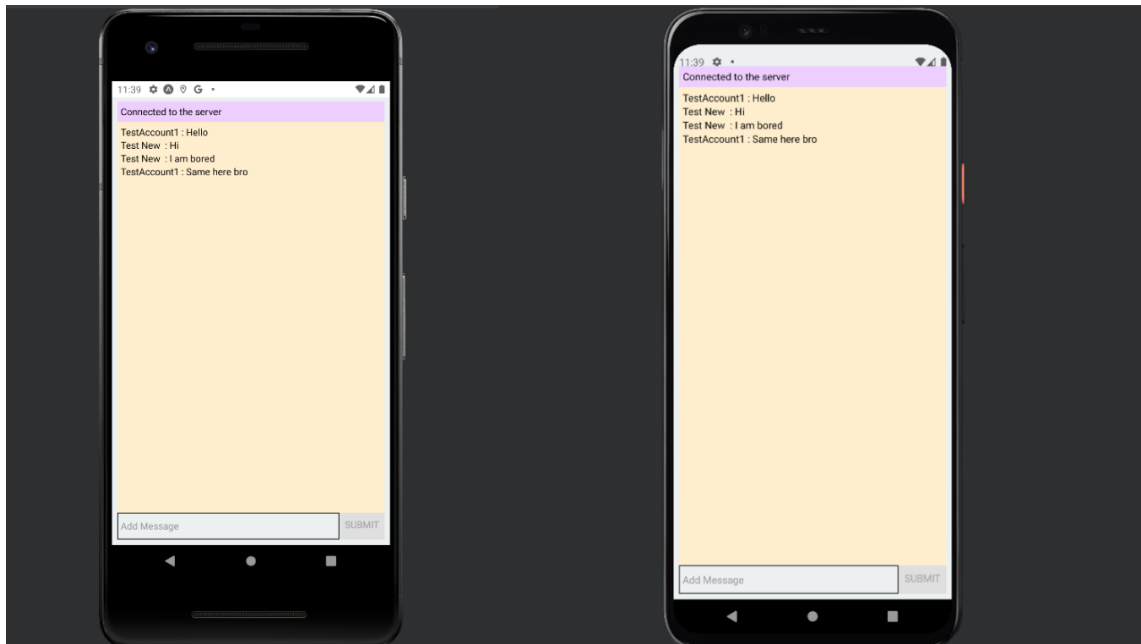 11:39 G
Connected to the server
TestAccount1 : Hello
Test New : Hi
Test New : I am bored
TestAccount1 : Same here bro
Add Message
SUBMIT
11:39
Connected to the server
TestAccount1 : Hello
Test New : Hi
Test New : I am bored
TestAccount1 : Same here bro
Add Message
SUBMIT